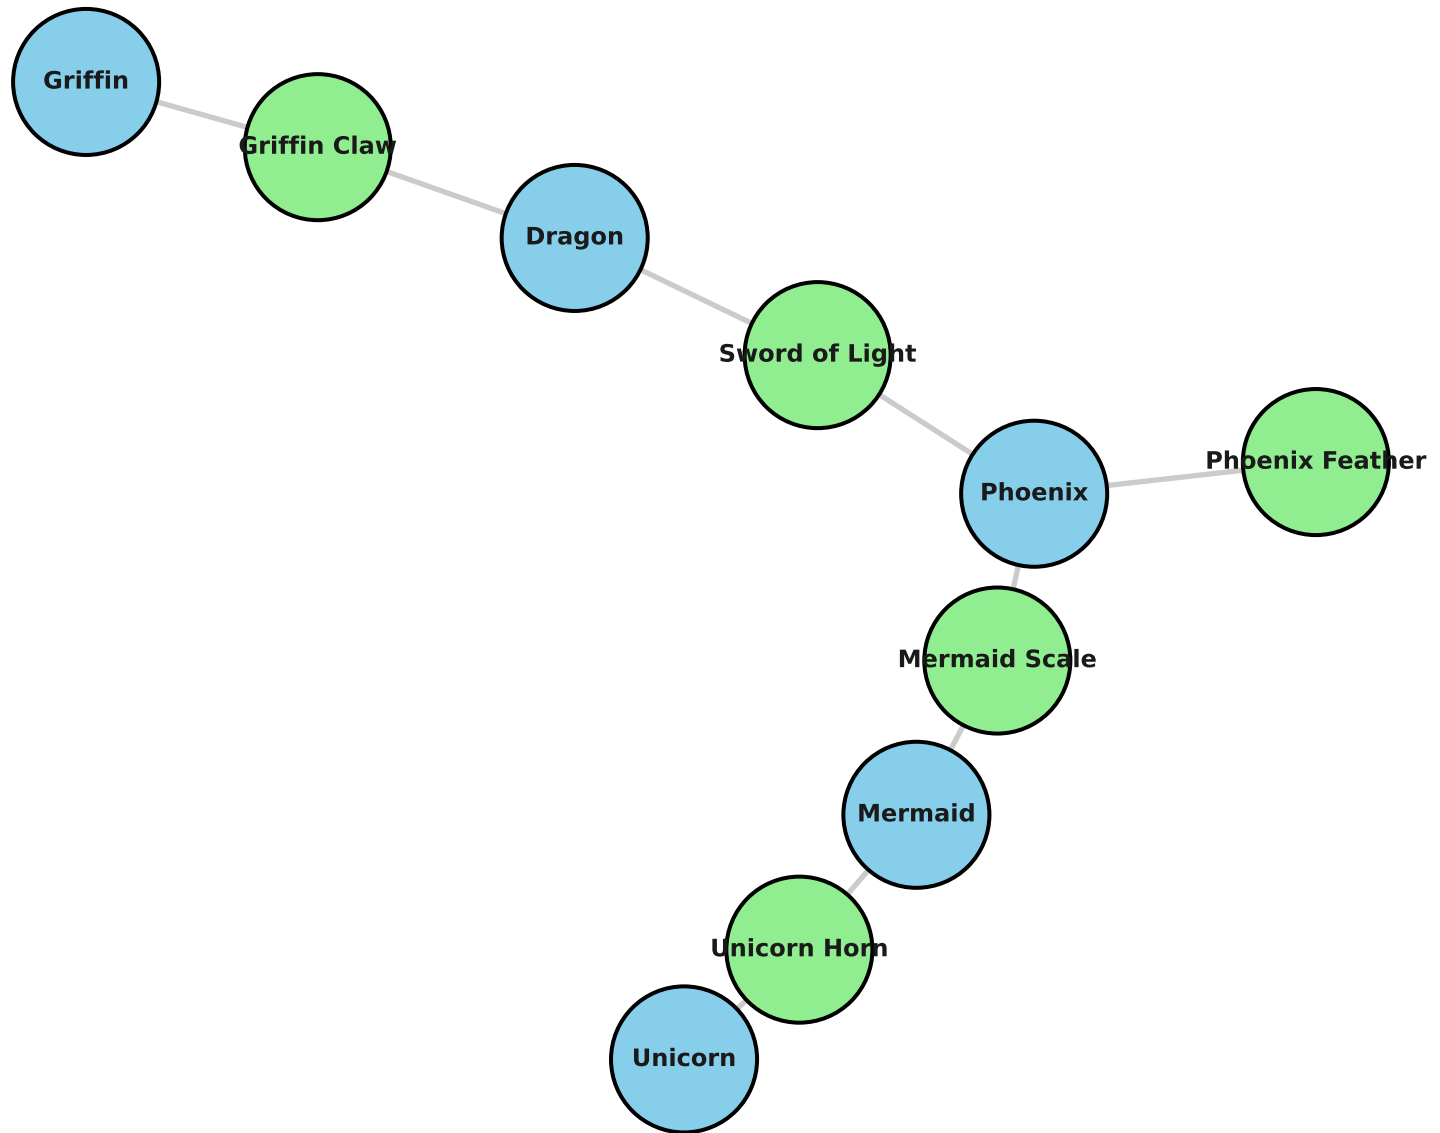 Griffin
Griffin Claw
Dragon
Sword of Light
Phoenix Feather
Phoenix
Mermaid Scale
Mermaid
Unicorn Horn
Unicorn